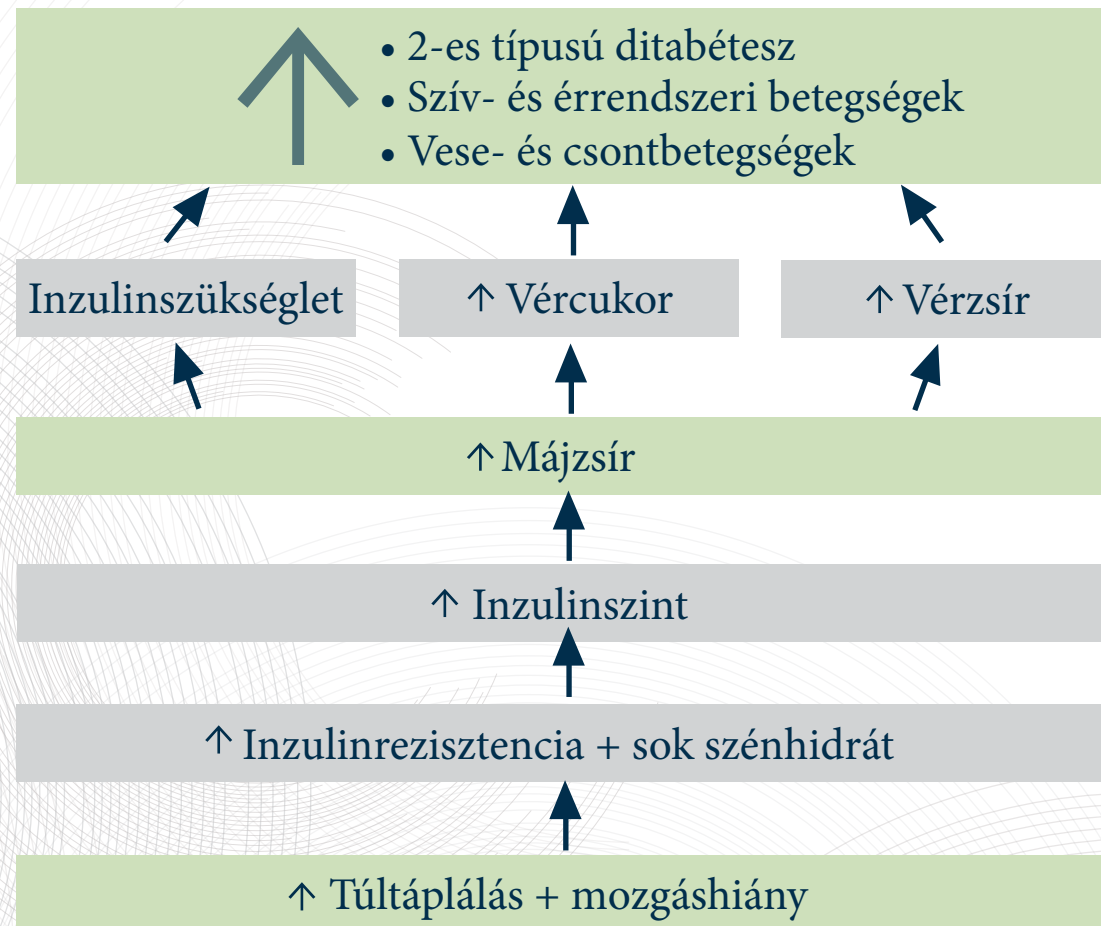 • 2-es típusú ditabétesz
• Szív- és érrendszeri betegségek
• Vese- és csontbetegségek
Inzulinszükséglet
↑ Vércukor
↑ Vérzsír
↑ Májzsír
↑ Inzulinszint
↑ Inzulinrezisztencia + sok szénhidrát
↑ Túltáplálás + mozgáshiány